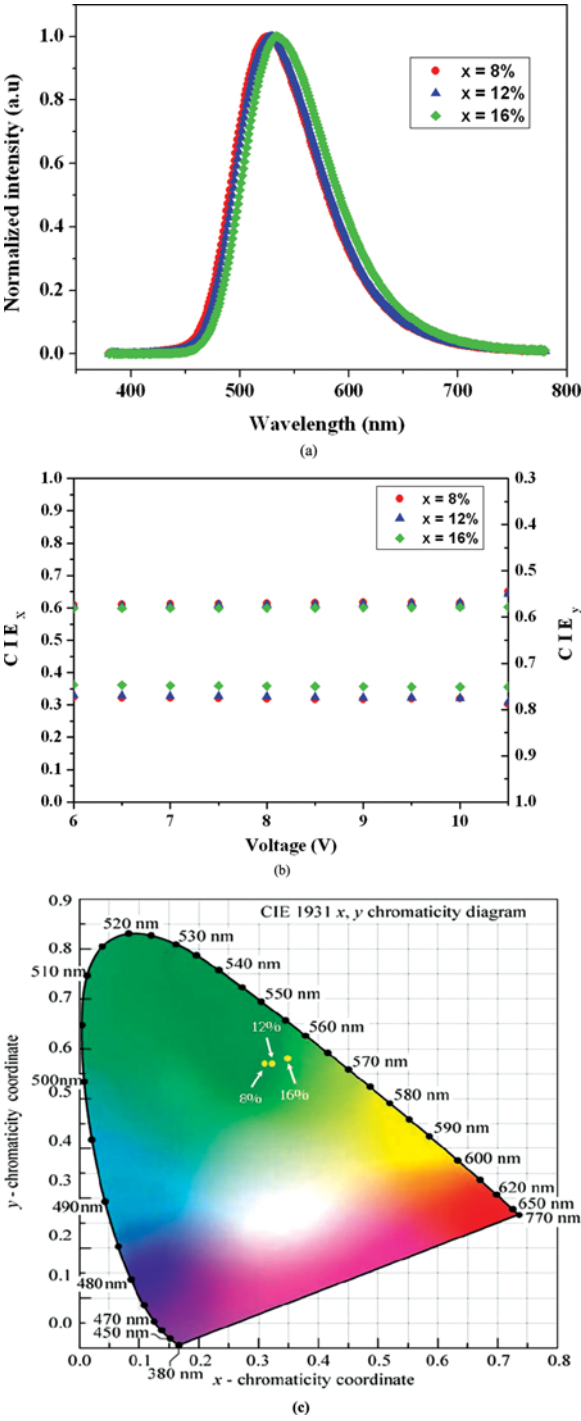 1.0
0.8
0.6
0.4
0.2
0.0
Normalized intensity (a.u)
x = 8%
x = 12%
x = 16%
400 500 600 700 800
Wavelength (nm)
(a)
1.0
0.9
0.8
0.7
0.6
0.5
0.4
0.3
0.2
0.1
0.0
CIE X
x = 8%
x = 12%
x = 16%
0.3
0.4
0.5
0.6
0.7
0.8
0.9
1.0
CIE y
6 7 8 9 10
Voltage (V)
(b)
CIE 1931 x, y chromaticity diagram
0.9
0.8
0.7
0.6
0.5
0.4
0.3
0.2
0.1
0.0
y - chromaticity coordinate
520 nm
530 nm
510 nm
540 nm
550 nm
560 nm
12%
8%
16%
570 nm
500nm
580 nm
590 nm
600 nm
620 nm
650 nm
770 nm
490nm
480 nm
470 nm
450 nm
380 nm
0.0 0.1 0.2 0.3 0.4 0.5 0.6 0.7 0.8
x - chromaticity coordinate
(c)